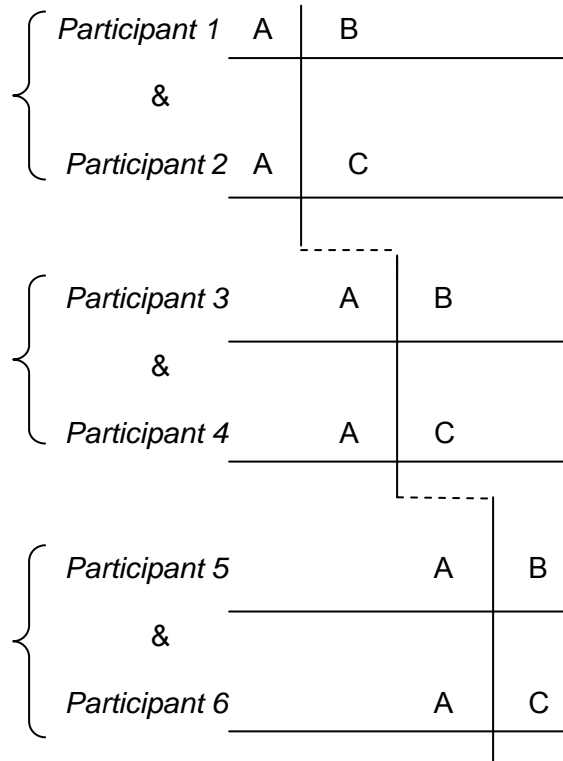 Participant 1 A B
&
Participant 2 A C
Participant 3 A B
&
Participant 4 A C
Participant 5 A B
&
Participant 6 A C